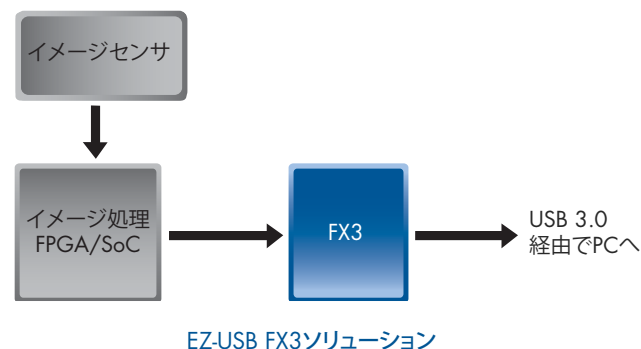 イメージセンサ
イメージ処理
FPGA/SoC
FX3
USB 3.0
経由でPCへ
EZ-USB FX3ソリューション